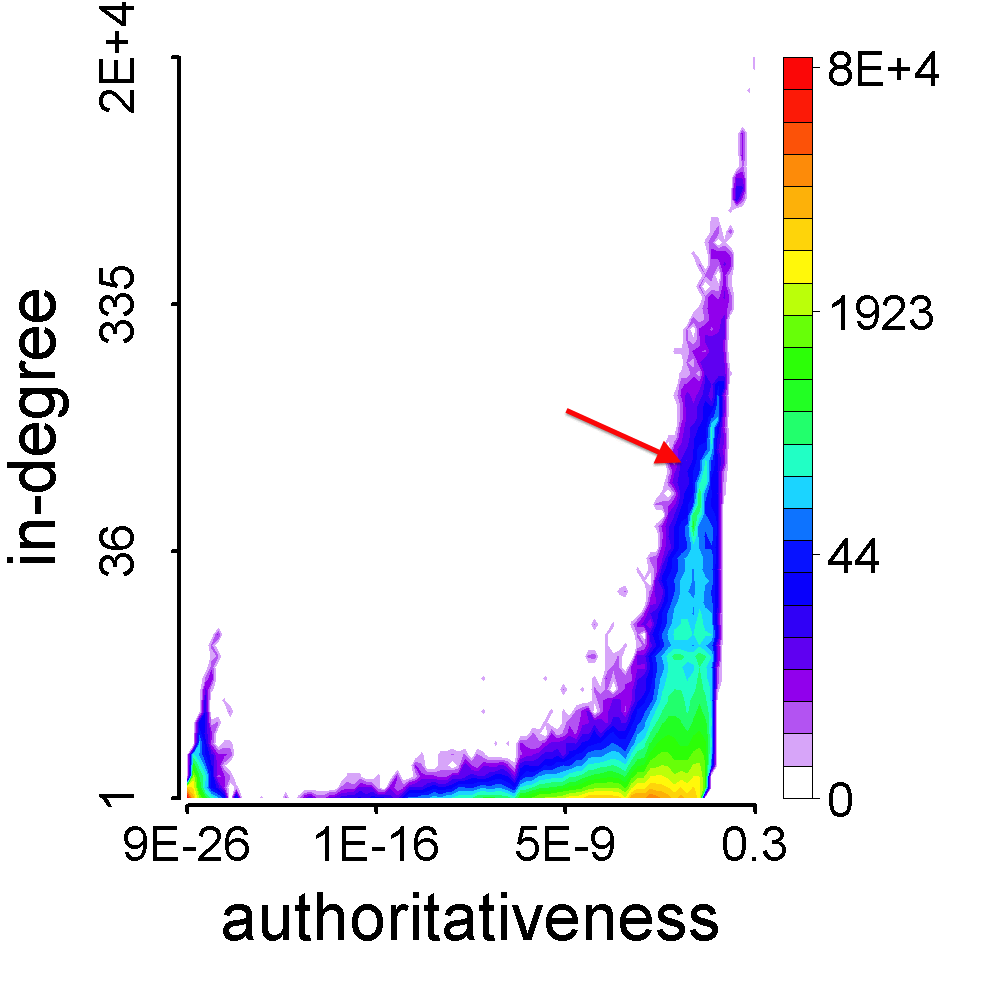 2E+4
335
36
1
in-degree
9E-26 1E-16 5E-9 0.3
authoritativeness
8E+4
1923
44
0